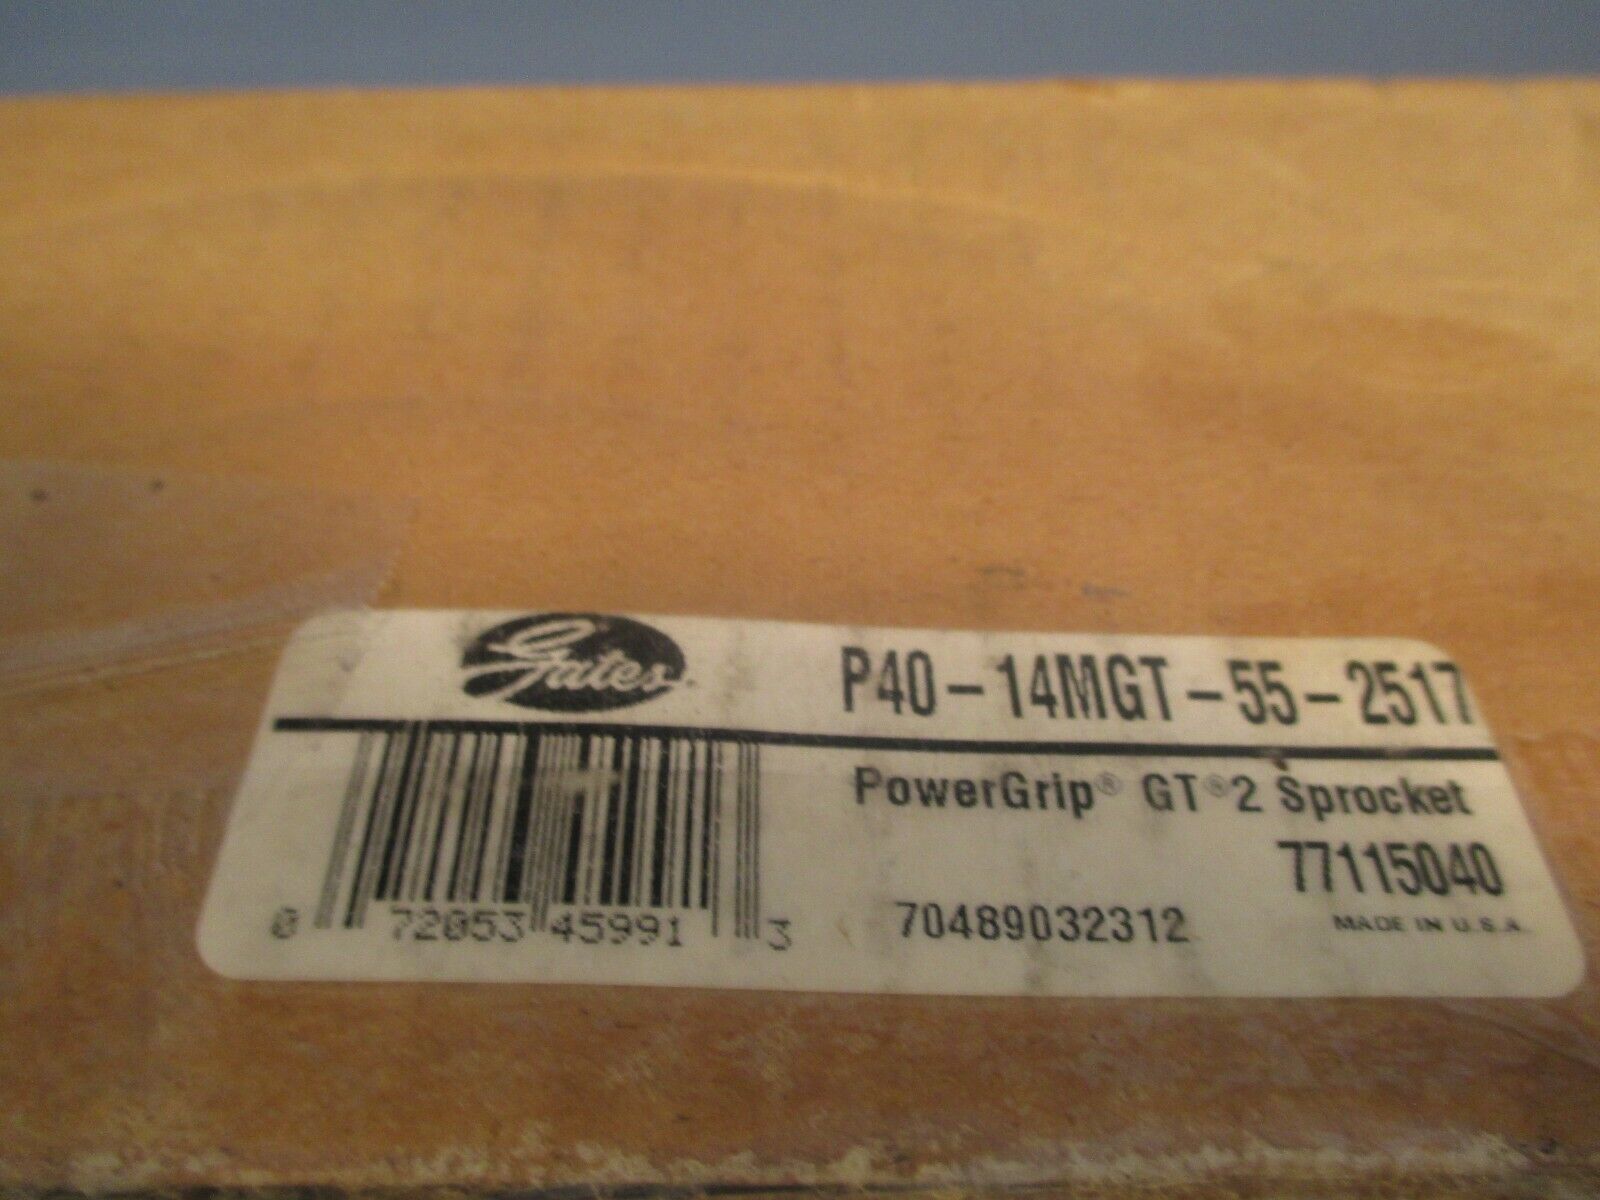 Gates
P40-14MGT-55-2517
PowerGrip® GT®2 Sprocket
77115040
70489032312
MADE IN U.S.A.
0 72053 45991 3